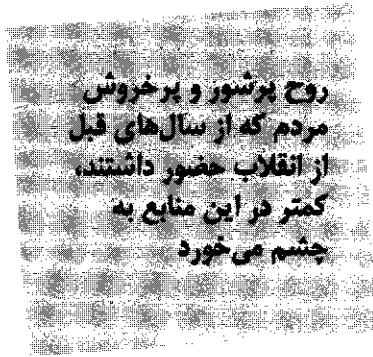 روح پرشور و پرخروش
مردم که از سال‌های قبل
از انقلاب حضور داشتند،
کمتر در این منابع به
چشم می‌خورد